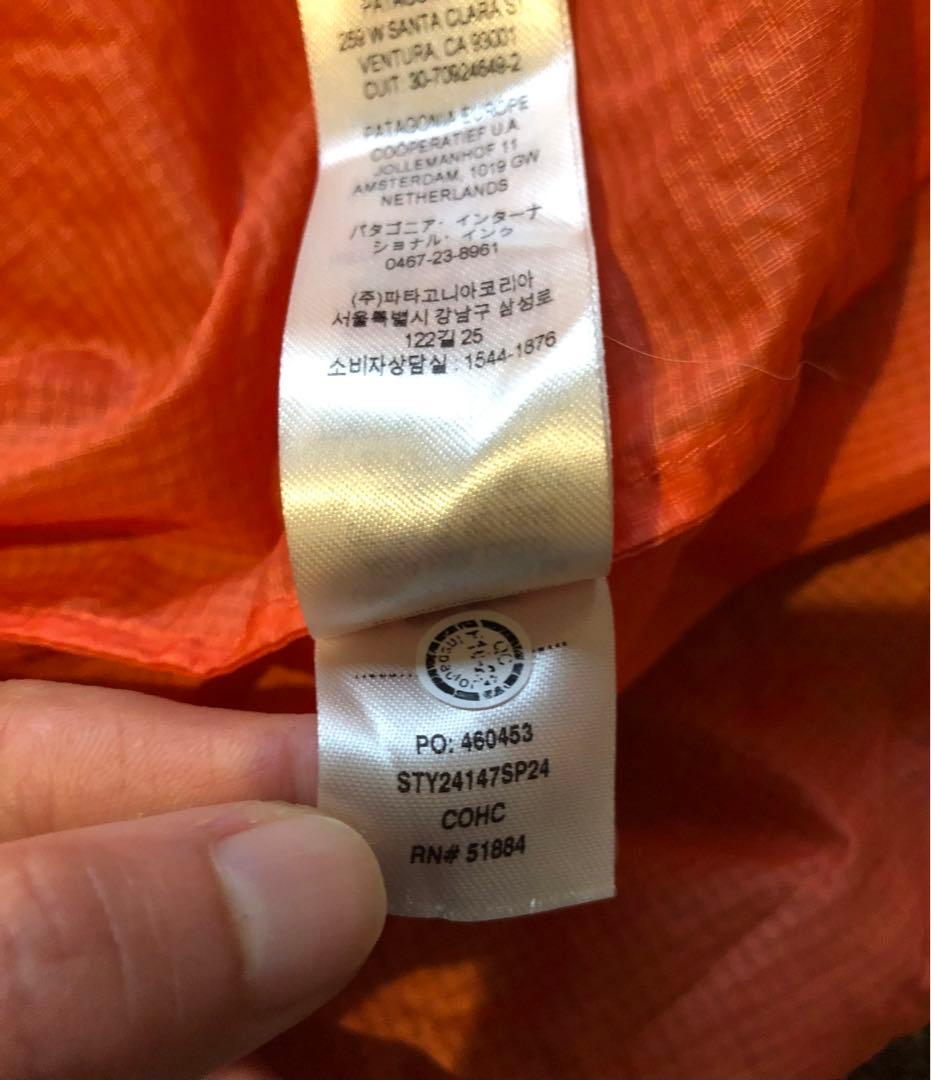 259 W SANTA CLARA ST
VENTURA, CA 93001
CUIT 30-70924649-2
PATAGONIA EUROPE
COOPERATIEF U.A.
JOLLEMANHOF 11
AMSTERDAM, 1019 GW
NETHERLANDS
パタゴニア・インターナ
ショナル・インク
0467-23-8961
(주)파타고니아코리아
서울특별시 강남구 삼성로
122길 25
소비자상담실 : 1544-1876
QC
PO: 460453
STY24147SP24
COHC
RN# 51884